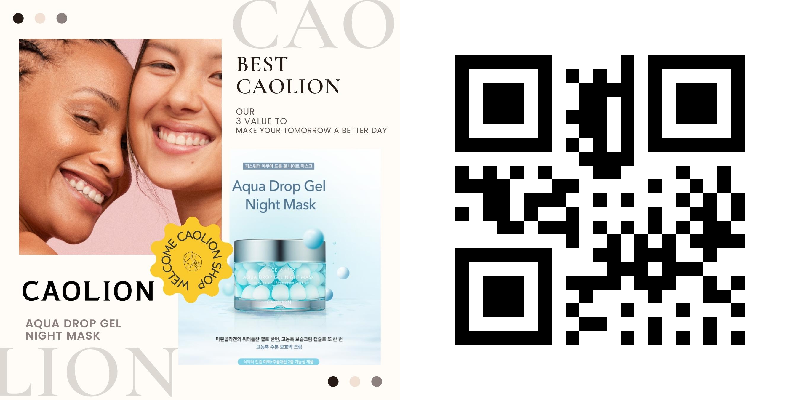 CAO
BEST
CAOLION
OUR
3 VALUE TO
MAKE YOUR TOMORROW A BETTER DAY
Aqua Drop Gel
Night Mask
WELCOME CAOLION SHOP
CAOLION
AQUA DROP GEL
NIGHT MASK
LION